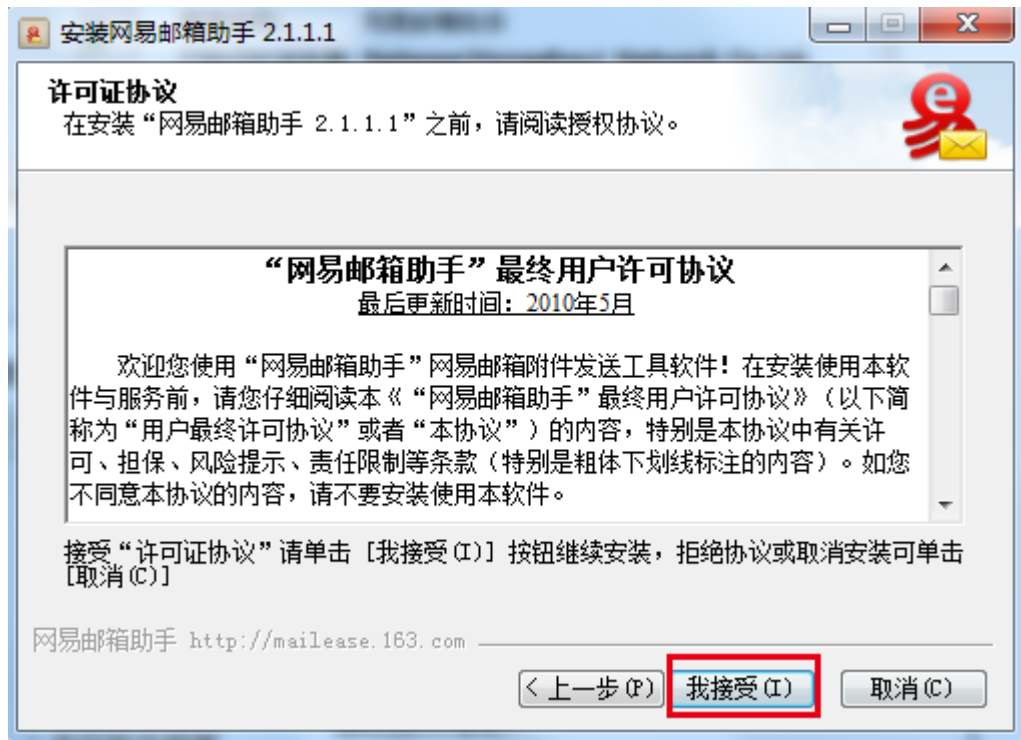 安装网易邮箱助手 2.1.1.1
许可证协议
在安装“网易邮箱助手 2.1.1.1”之前，请阅读授权协议。
“网易邮箱助手”最终用户许可协议
最后更新时间：2010年5月
欢迎您使用“网易邮箱助手”网易邮箱附件发送工具软件！在安装使用本软
件与服务前，请您仔细阅读本《“网易邮箱助手”最终用户许可协议》（以下简
称为“用户最终许可协议”或者“本协议”）的内容，特别是本协议中有关许
可、担保、风险提示、责任限制等条款（特别是粗体下划线标注的内容）。如您
不同意本协议的内容，请不要安装使用本软件。
接受“许可证协议”请单击 [我接受(I)] 按钮继续安装，拒绝协议或取消安装可单击
[取消(C)]
网易邮箱助手 http://mailease.163.com
< 上一步(P) 我接受(I) 取消(C)